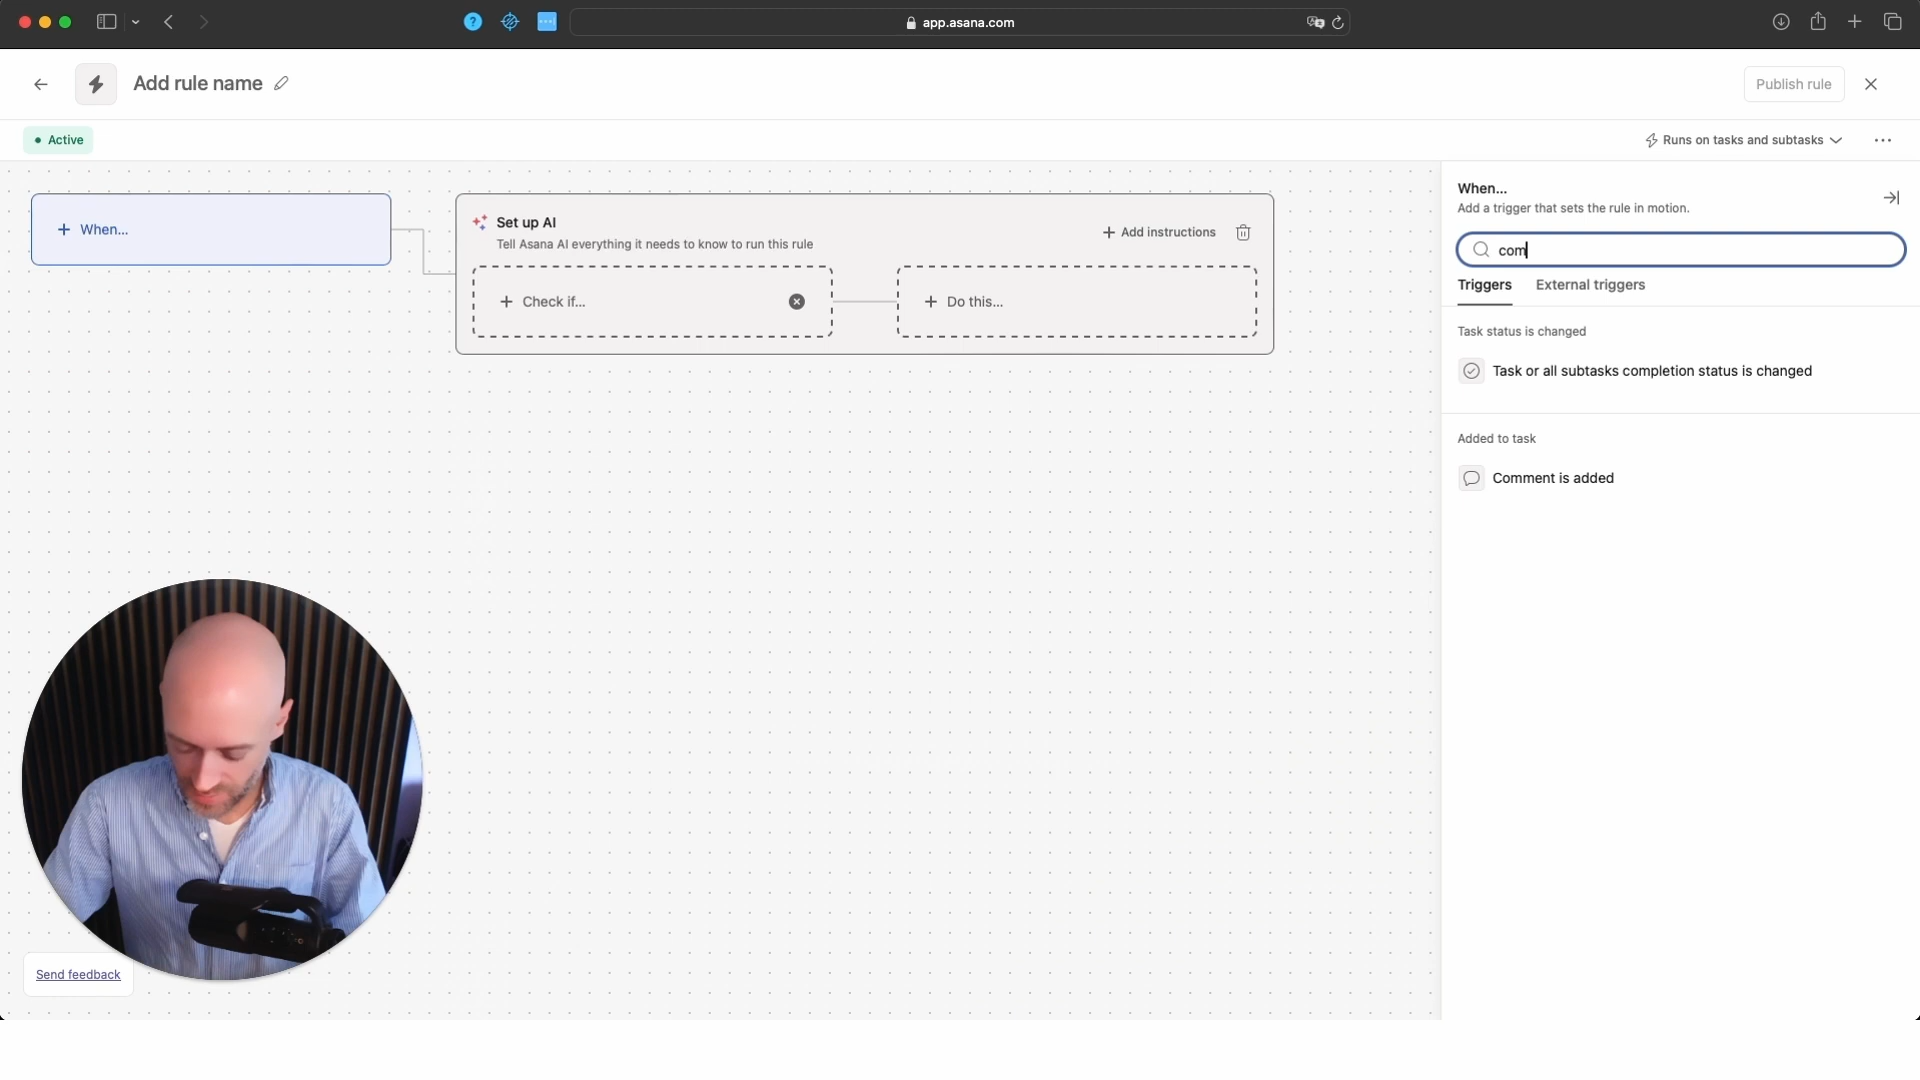 app.asana.com
Add rule name
Publish rule
Active
Runs on tasks and subtasks
When...
Set up AI
Tell Asana AI everything it needs to know to run this rule
Add instructions
Check if...
Do this...
When...
Add a trigger that sets the rule in motion.
com
Triggers
External triggers
Task status is changed
Task or all subtasks completion status is changed
Added to task
Comment is added
Send feedback